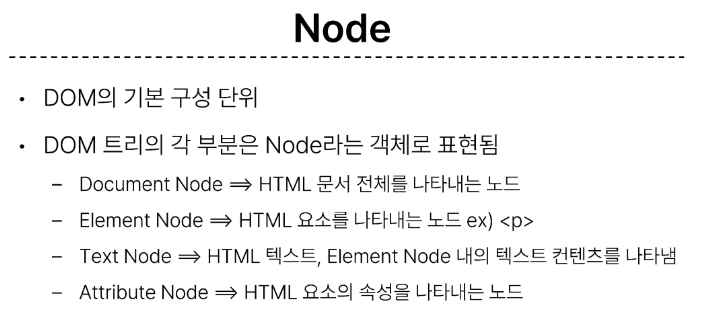 Node
• DOM의 기본 구성 단위
• DOM 트리의 각 부분은 Node라는 객체로 표현됨
– Document Node ⟹ HTML 문서 전체를 나타내는 노드
– Element Node ⟹ HTML 요소를 나타내는 노드 ex) <p>
– Text Node ⟹ HTML 텍스트, Element Node 내의 텍스트 컨텐츠를 나타냄
– Attribute Node ⟹ HTML 요소의 속성을 나타내는 노드